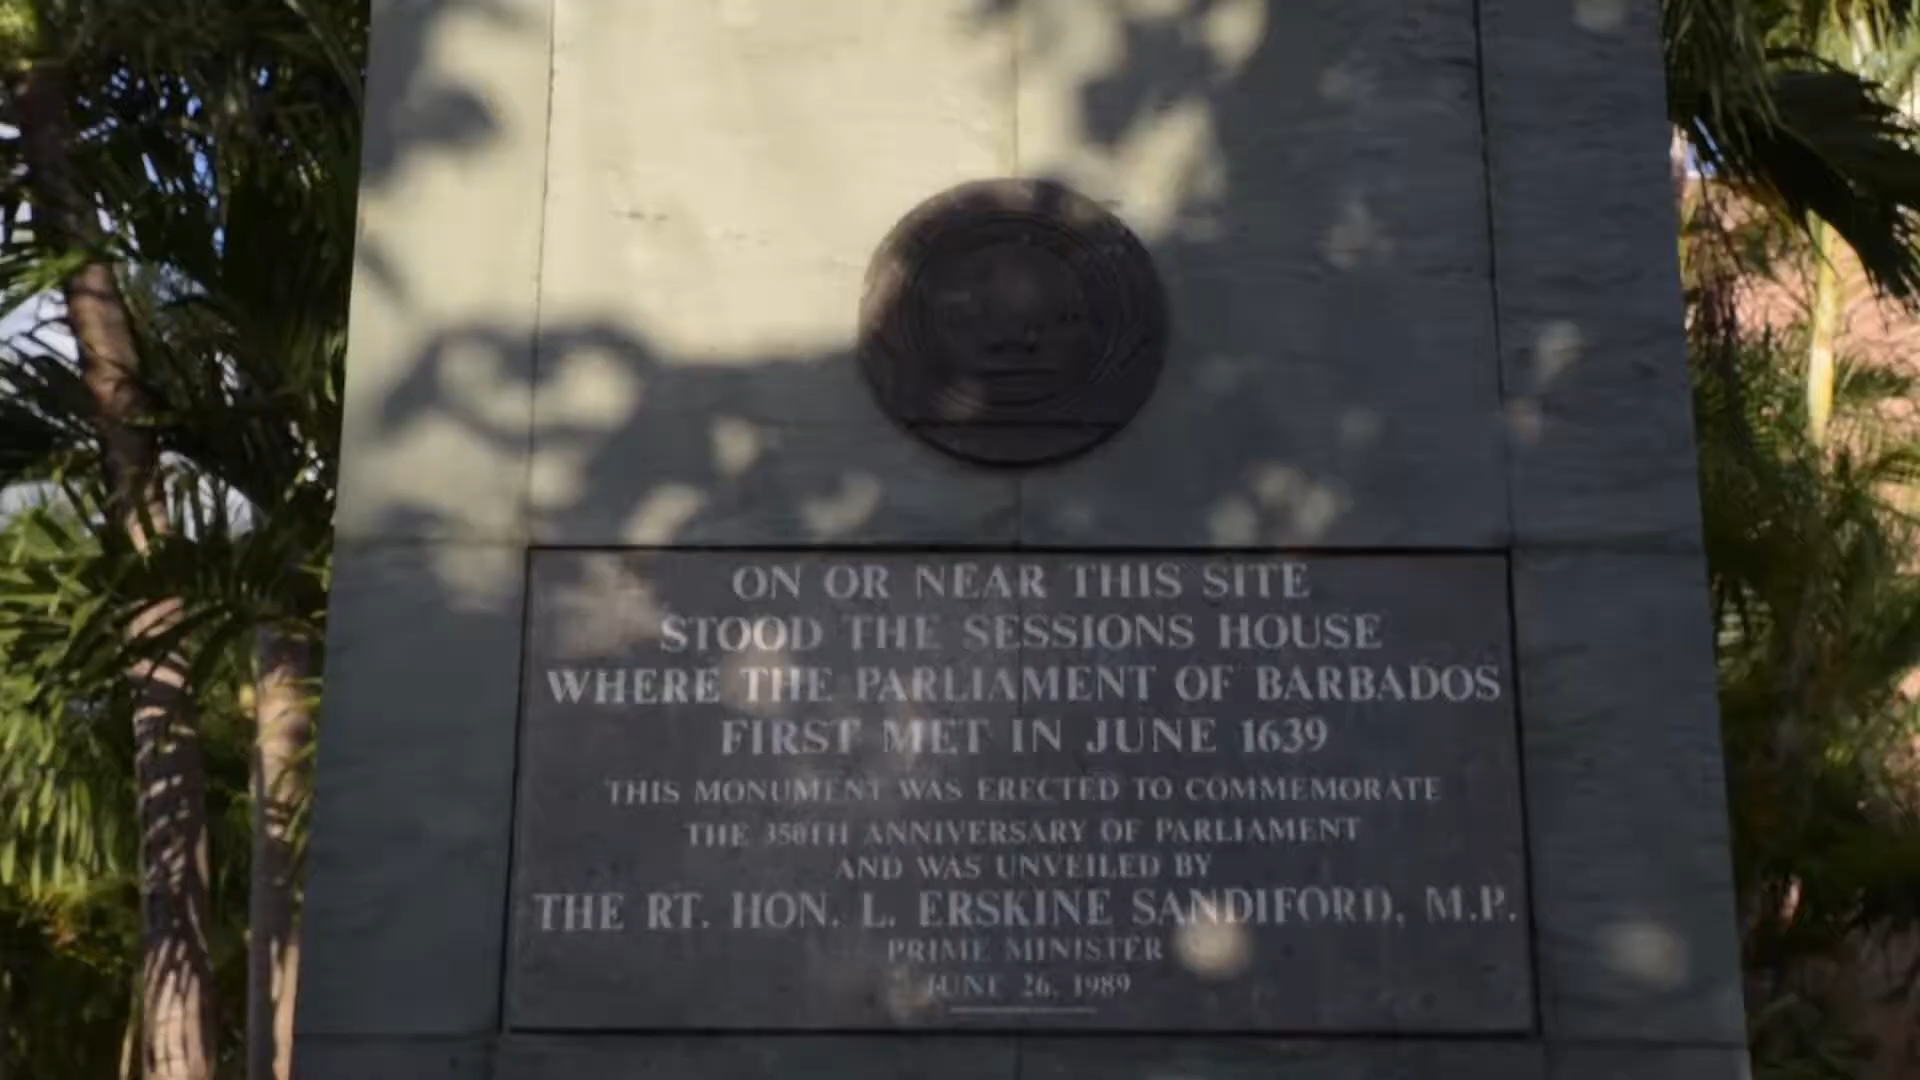 ON OR NEAR THIS SITE
STOOD THE SESSIONS HOUSE
WHERE THE PARLIAMENT OF BARBADOS
FIRST MET IN JUNE 1639
THIS MONUMENT WAS ERECTED TO COMMEMORATE
THE 350TH ANNIVERSARY OF PARLIAMENT
AND WAS UNVEILED BY
THE RT. HON. L. ERSKINE SANDIFORD, M.P.
PRIME MINISTER
JUNE 26, 1989